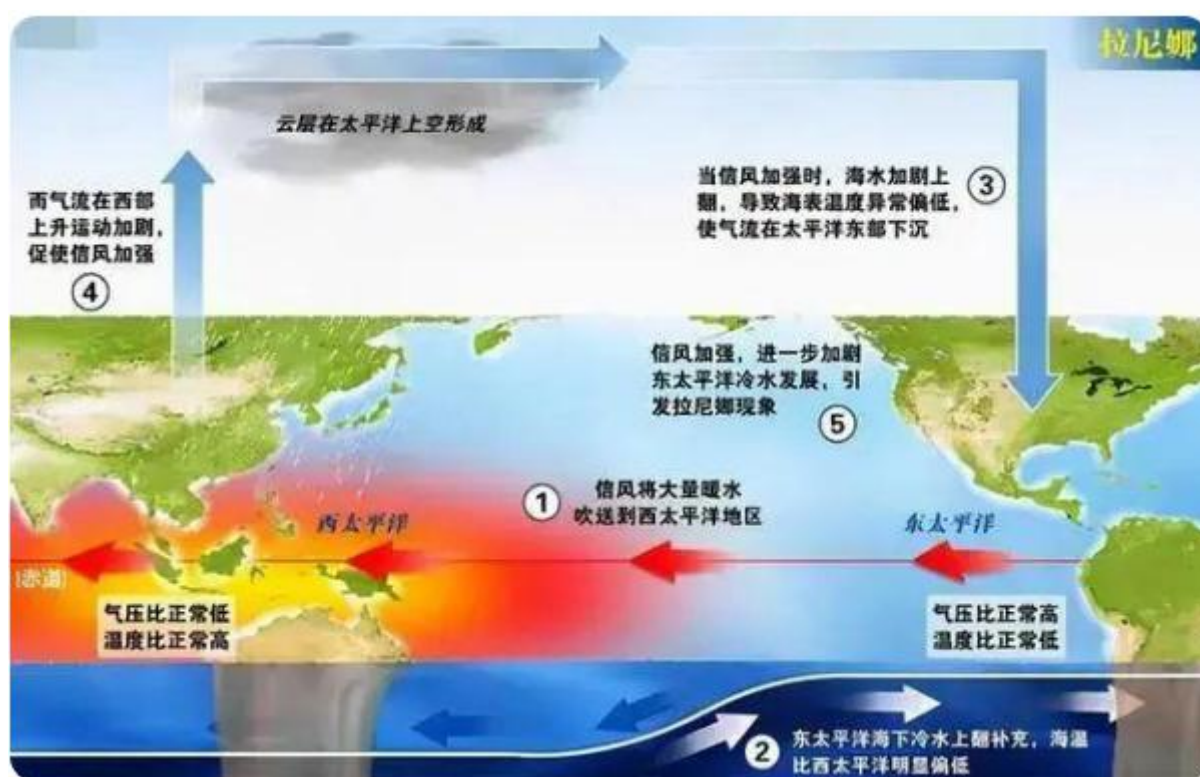 拉尼娜
云层在太平洋上空形成
而气流在西部
上升运动加剧，
促使信风加强
④
当信风加强时，海水加剧上
翻，导致海表温度异常偏低，
使气流在太平洋东部下沉
③
信风加强，进一步加剧
东太平洋冷水发展，引
发拉尼娜现象
⑤
① 信风将大量暖水
吹送到西太平洋地区
西太平洋
东太平洋
(赤道)
气压比正常低
温度比正常高
气压比正常高
温度比正常低
② 东太平洋海下冷水上翻补充，海温
比西太平洋明显偏低